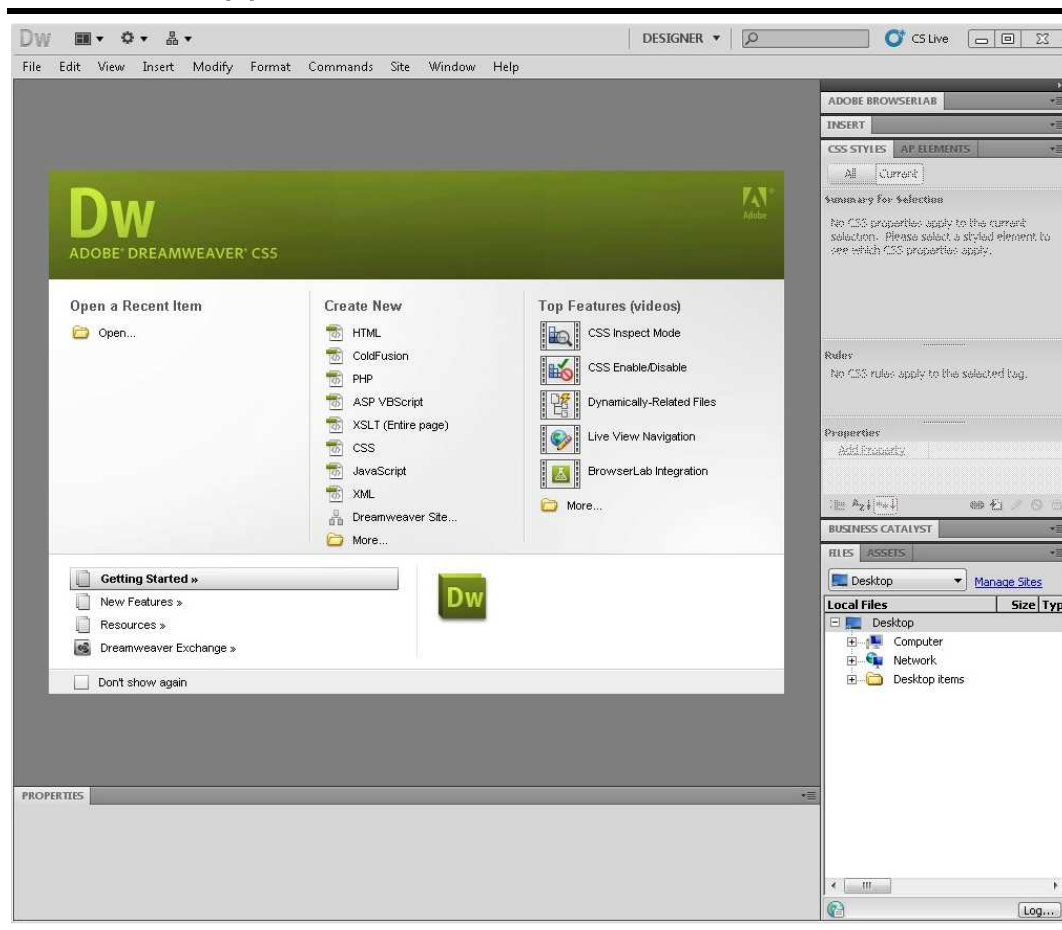 Dw
DESIGNER
CS Live
File Edit View Insert Modify Format Commands Site Window Help
ADOBE BROWSERLAB
INSERT
CSS STYLES AP ELEMENTS
All Current
Summary for Selection
No CSS properties apply to the current
selection. Please select a styled element to
see which CSS properties apply.
Rules
No CSS rules apply to the selected tag.
Properties
Add Property
BUSINESS CATALYST
FILES ASSETS
Desktop Manage Sites
Local Files Size Typ
Desktop
Computer
Network
Desktop items
Log...
Dw
ADOBE® DREAMWEAVER® CS5
Adobe
Open a Recent Item
Open...
Create New
HTML
ColdFusion
PHP
ASP VBScript
XSLT (Entire page)
CSS
JavaScript
XML
Dreamweaver Site...
More...
Top Features (videos)
CSS Inspect Mode
CSS Enable/Disable
Dynamically-Related Files
Live View Navigation
BrowserLab Integration
More...
Getting Started »
New Features »
Resources »
Dreamweaver Exchange »
Dw
Don't show again
PROPERTIES